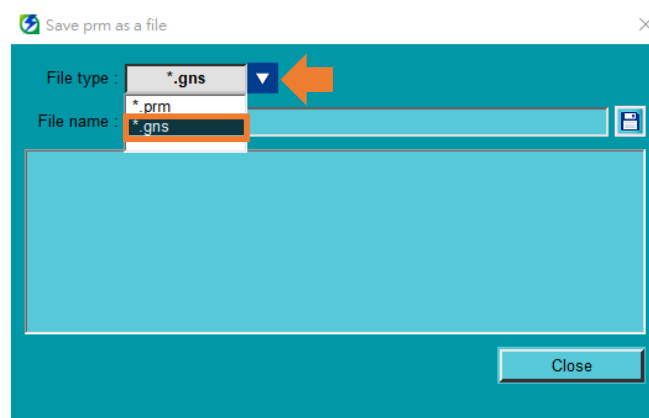 Save prm as a file
File type : *.gns
*.prm
File name : *.gns
Close